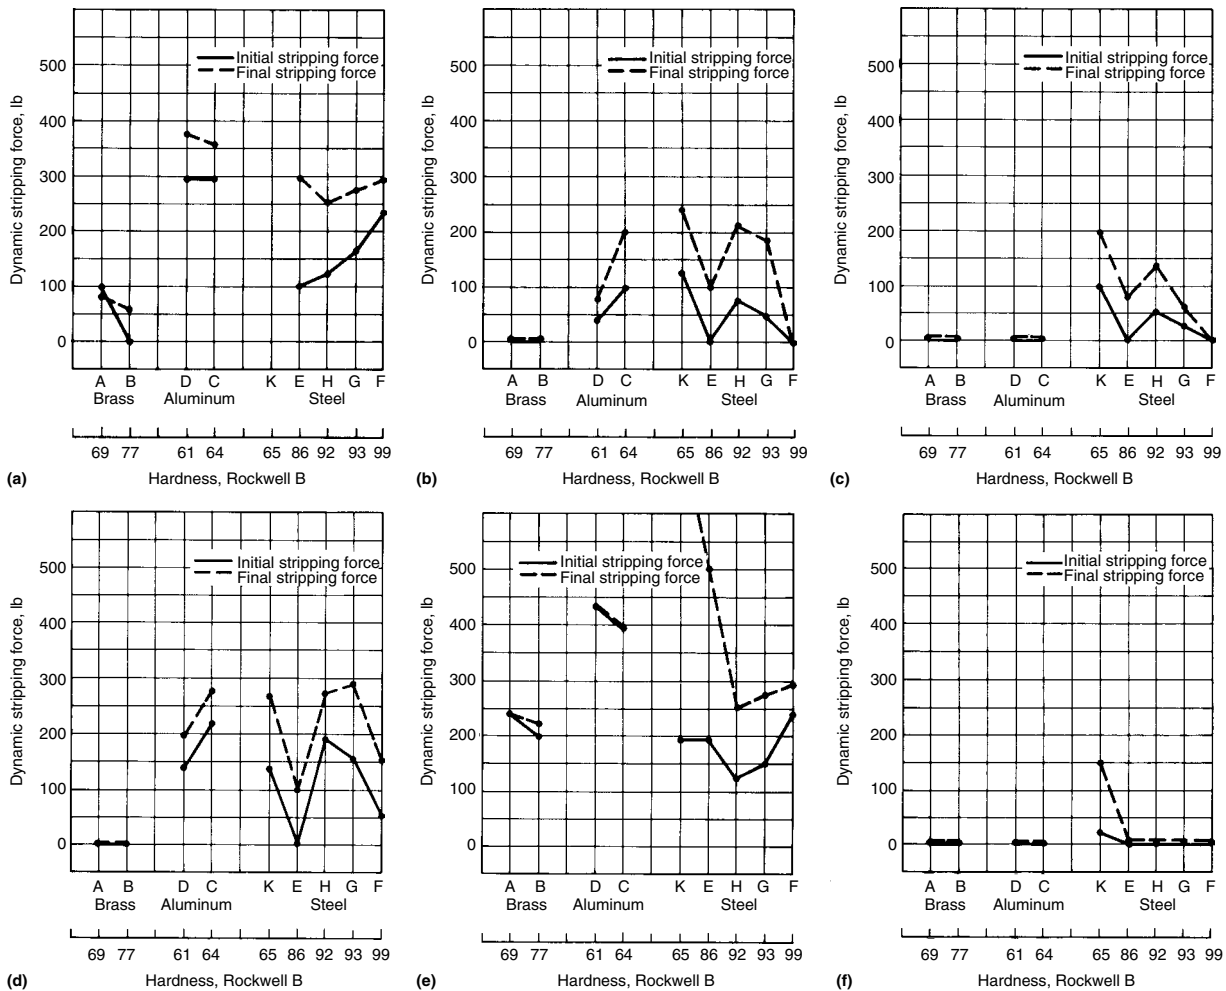 Dynamic stripping force, lb
500
400
300
200
100
0
Initial stripping force
Final stripping force
A B D C K E H G F
Brass Aluminum Steel
69 77 61 64 65 86 92 93 99
(a) Hardness, Rockwell B
Dynamic stripping force, lb
500
400
300
200
100
0
Initial stripping force
Final stripping force
A B D C K E H G F
Brass Aluminum Steel
69 77 61 64 65 86 92 93 99
(b) Hardness, Rockwell B
Dynamic stripping force, lb
500
400
300
200
100
0
Initial stripping force
Final stripping force
A B D C K E H G F
Brass Aluminum Steel
69 77 61 64 65 86 92 93 99
(c) Hardness, Rockwell B
Dynamic stripping force, lb
500
400
300
200
100
0
Initial stripping force
Final stripping force
A B D C K E H G F
Brass Aluminum Steel
69 77 61 64 65 86 92 93 99
(d) Hardness, Rockwell B
Dynamic stripping force, lb
500
400
300
200
100
0
Initial stripping force
Final stripping force
A B D C K E H G F
Brass Aluminum Steel
69 77 61 64 65 86 92 93 99
(e) Hardness, Rockwell B
Dynamic stripping force, lb
500
400
300
200
100
0
Initial stripping force
Final stripping force
A B D C K E H G F
Brass Aluminum Steel
69 77 61 64 65 86 92 93 99
(f) Hardness, Rockwell B